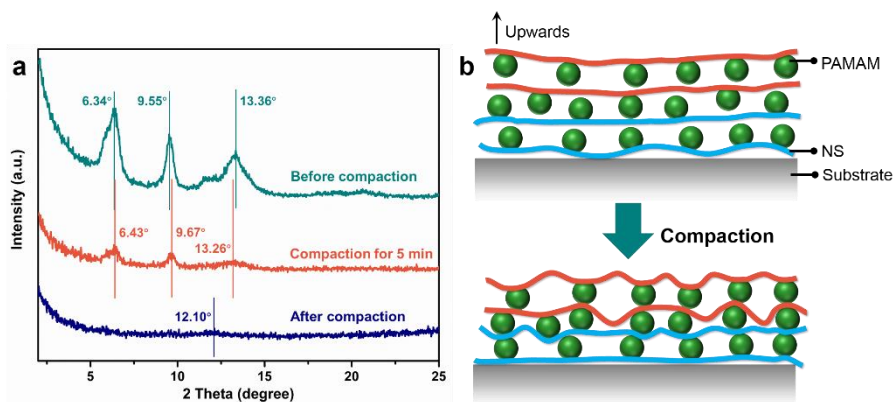 a
6.34°
9.55°
13.36°
Before compaction
6.43°
9.67°
13.26°
Compaction for 5 min
12.10°
After compaction
Intensity (a.u.)
5
10
15
20
25
2 Theta (degree)
b
Upwards
PAMAM
NS
Substrate
Compaction